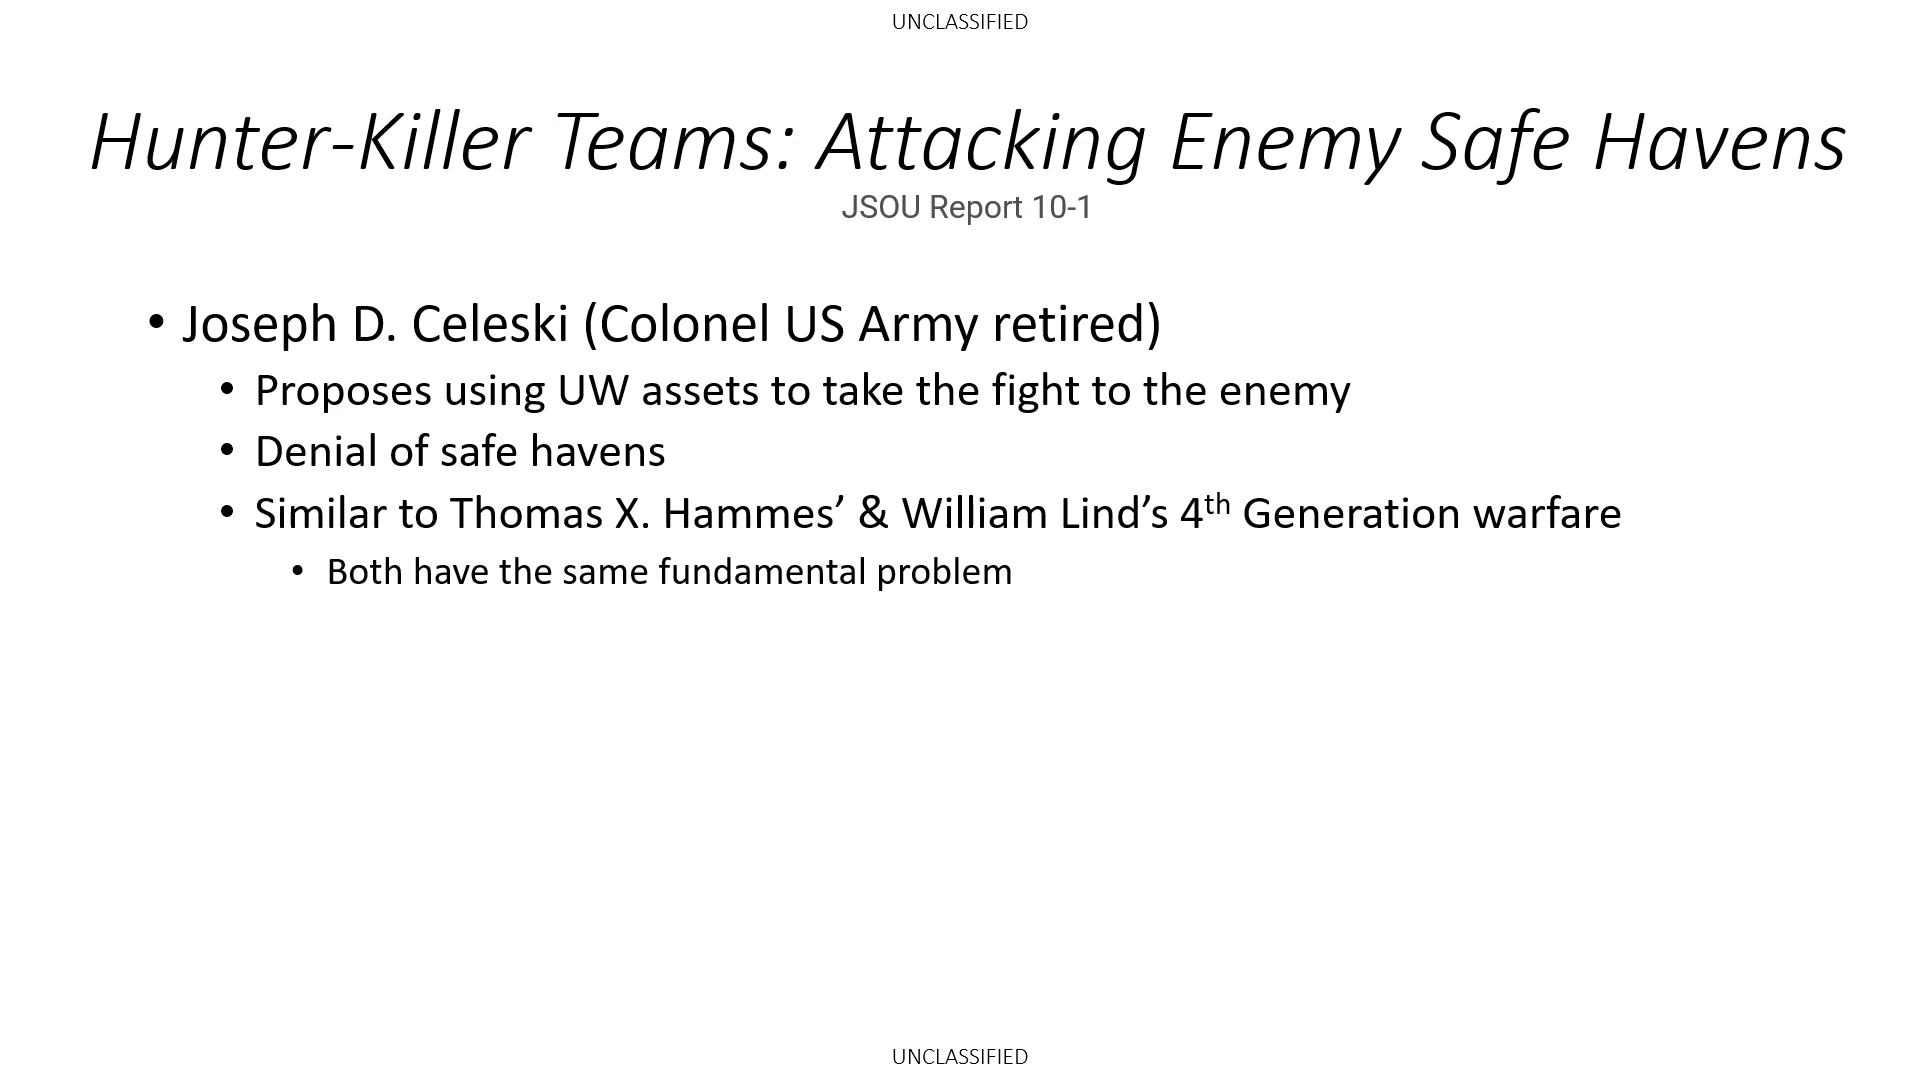 UNCLASSIFIED
Hunter-Killer Teams: Attacking Enemy Safe Havens
JSOU Report 10-1
• Joseph D. Celeski (Colonel US Army retired)
• Proposes using UW assets to take the fight to the enemy
• Denial of safe havens
• Similar to Thomas X. Hammes’ & William Lind’s 4th Generation warfare
• Both have the same fundamental problem
UNCLASSIFIED